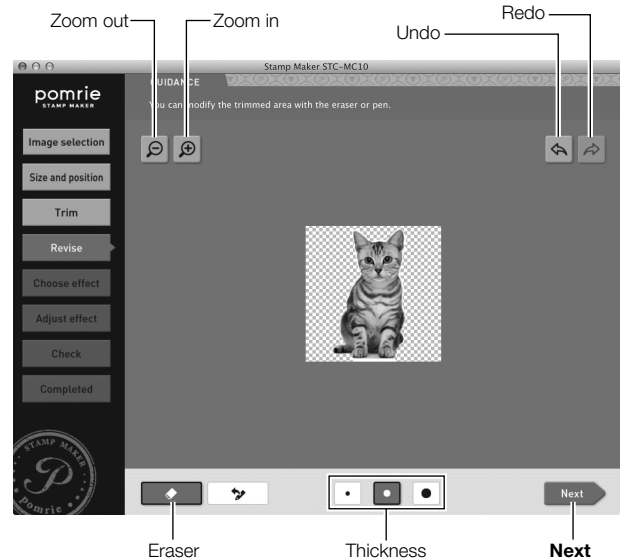 Redo
Zoom out
Zoom in
Undo
Stamp Maker STC-MC10
pomrie
STAMP MAKER
GUIDANCE
You can modify the trimmed area with the eraser or pen.
Image selection
Size and position
Trim
Revise
Choose effect
Adjust effect
Check
Completed
STAMP MAKER
P
Pomrie
Next
Eraser
Thickness
Next